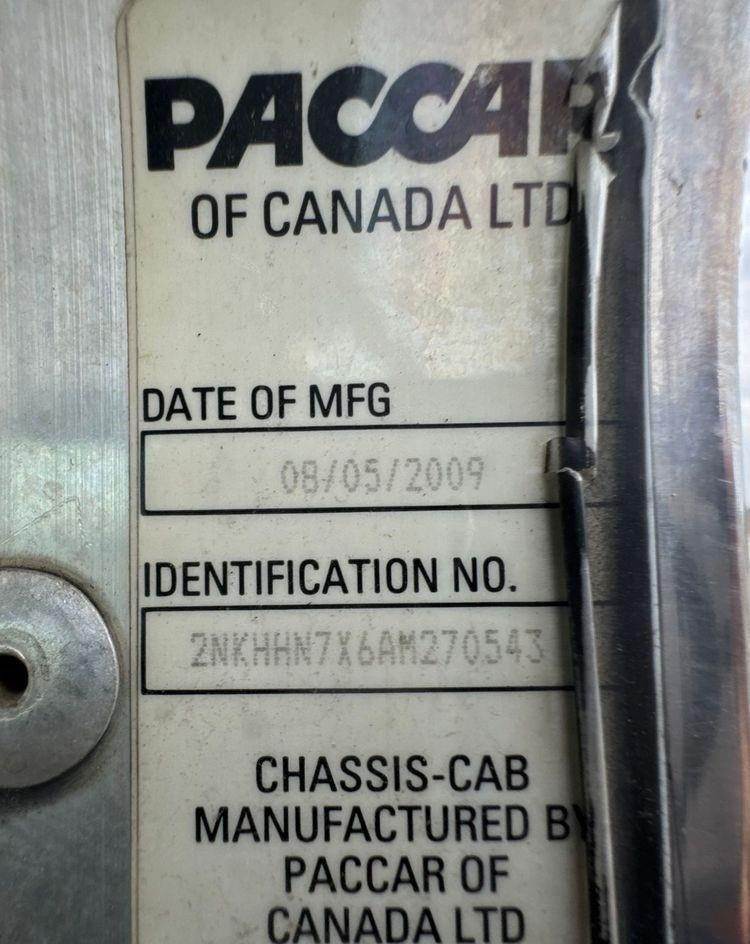 PACCAR
OF CANADA LTD
DATE OF MFG
08/05/2009
IDENTIFICATION NO.
2NKHHN7X6AM270543
CHASSIS-CAB
MANUFACTURED BY
PACCAR OF
CANADA LTD